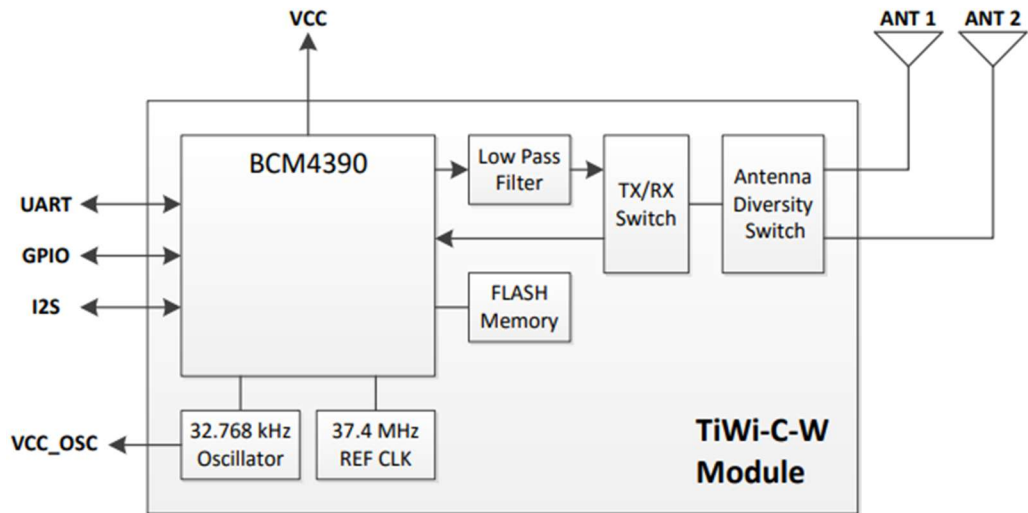 VCC
ANT 1
ANT 2
BCM4390
Low Pass
Filter
TX/RX
Switch
Antenna
Diversity
Switch
UART
GPIO
I2S
FLASH
Memory
VCC_OSC
32.768 kHz
Oscillator
37.4 MHz
REF CLK
TiWi-C-W
Module